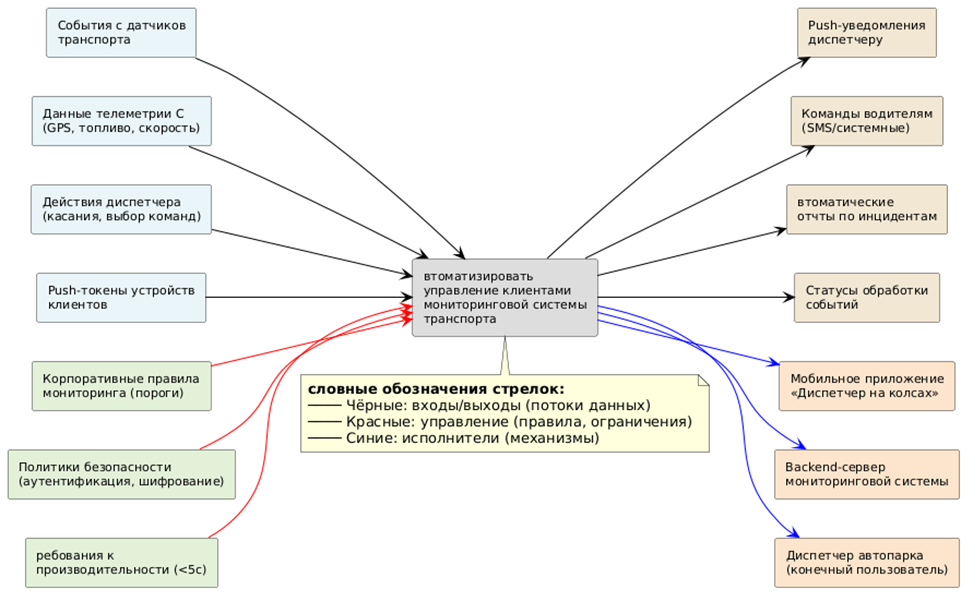 События с датчиков
транспорта
Данные телеметрии С
(GPS, топливо, скорость)
Действия диспетчера
(касания, выбор команд)
Push-токены устройств
клиентов
Корпоративные правила
мониторинга (пороги)
Политики безопасности
(аутентификация, шифрование)
ребования к
производительности (<5с)
втоматизировать
управление клиентами
мониторинговой системы
транспорта
словные обозначения стрелок:
Чёрные: входы/выходы (потоки данных)
Красные: управление (правила, ограничения)
Синие: исполнители (механизмы)
Push-уведомления
диспетчеру
Команды водителям
(SMS/системные)
втоматические
отчты по инцидентам
Статусы обработки
событий
Мобильное приложение
«Диспетчер на колсах»
Backend-сервер
мониторинговой системы
Диспетчер автопарка
(конечный пользователь)